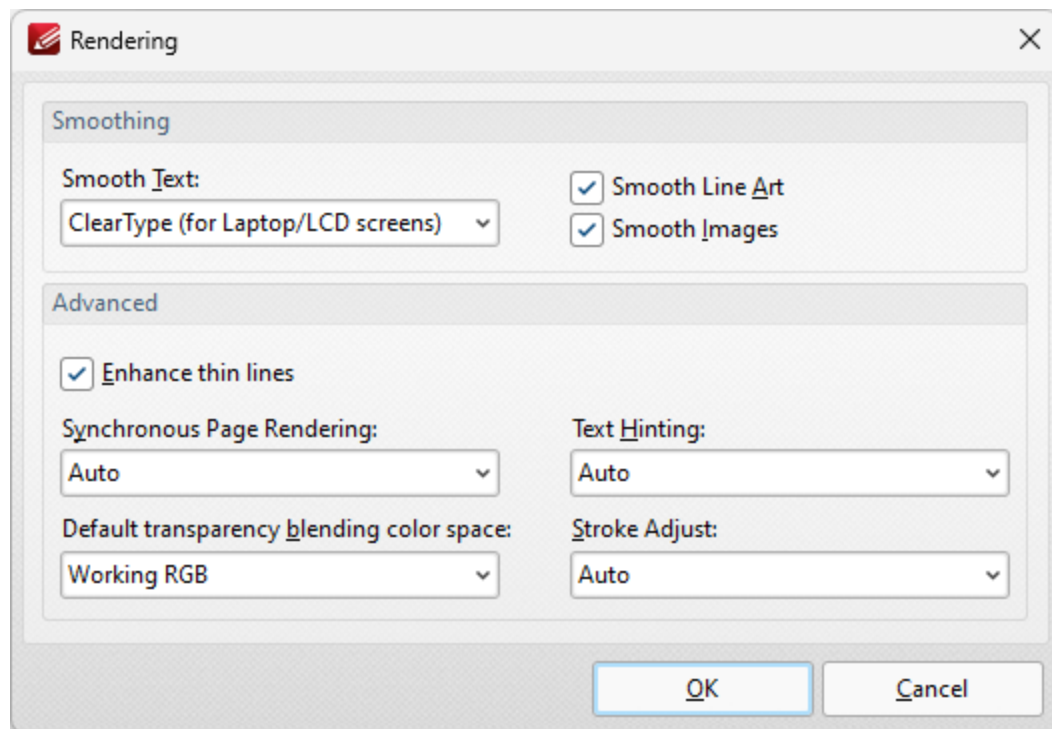 Rendering
Smoothing
Smooth Text:
ClearType (for Laptop/LCD screens)
Smooth Line Art
Smooth Images
Advanced
Enhance thin lines
Synchronous Page Rendering:
Text Hinting:
Auto
Auto
Default transparency blending color space:
Stroke Adjust:
Working RGB
Auto
OK
Cancel